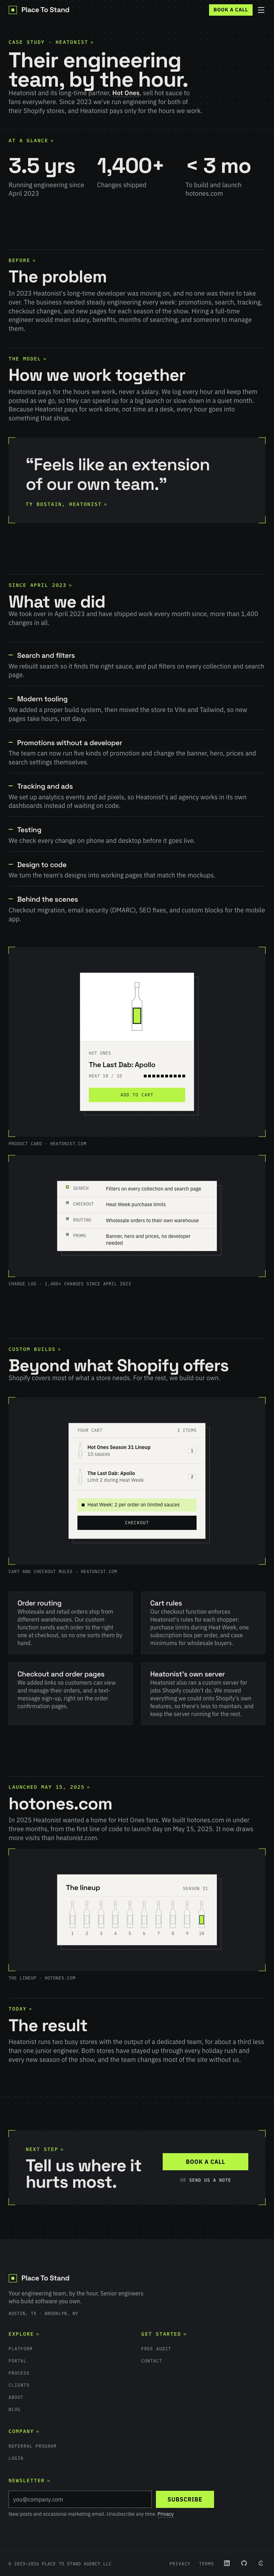 Place To Stand
BOOK A CALL
CASE STUDY · HEATONIST
Their engineering
team, by the hour.
Heatonist and its long-time partner, Hot Ones, sell hot sauce to
fans everywhere. Since 2023 we've run engineering for both of
their Shopify stores, and Heatonist pays only for the hours we work.
AT A GLANCE
3.5 yrs
1,400+
< 3 mo
Running engineering since
April 2023
Changes shipped
To build and launch
hotones.com
BEFORE
The problem
In 2023 Heatonist's long-time developer was moving on, and no one was there to take
over. The business needed steady engineering every week: promotions, search, tracking,
checkout changes, and new pages for each season of the show. Hiring a full-time
engineer would mean salary, benefits, months of searching, and someone to manage
them.
THE MODEL
How we work together
Heatonist pays for the hours we work, never a salary. We log every hour and keep them
posted as we go, so they can speed up for a big launch or slow down in a quiet month.
Because Heatonist pays for work done, not time at a desk, every hour goes into
something that ships.
“Feels like an extension
of our own team.”
TY BOSTAIN, HEATONIST
SINCE APRIL 2023
What we did
We took over in April 2023 and have shipped work every month since, more than 1,400
changes in all.
Search and filters
We rebuilt search so it finds the right sauce, and put filters on every collection and search
page.
Modern tooling
We added a proper build system, then moved the store to Vite and Tailwind, so new
pages take hours, not days.
Promotions without a developer
The team can now run five kinds of promotion and change the banner, hero, prices and
search settings themselves.
Tracking and ads
We set up analytics events and ad pixels, so Heatonist's ad agency works in its own
dashboards instead of waiting on code.
Testing
We check every change on phone and desktop before it goes live.
Design to code
We turn the team's designs into working pages that match the mockups.
Behind the scenes
Checkout migration, email security (DMARC), SEO fixes, and custom blocks for the mobile
app.
HOT ONES
The Last Dab: Apollo
HEAT 10 / 10
ADD TO CART
PRODUCT CARD · HEATONIST.COM
SEARCH
Filters on every collection and search page
CHECKOUT
Heat Week purchase limits
ROUTING
Wholesale orders to their own warehouse
PROMO
Banner, hero and prices, no developer
needed
CHANGE LOG · 1,400+ CHANGES SINCE APRIL 2023
CUSTOM BUILDS
Beyond what Shopify offers
Shopify covers most of what a store needs. For the rest, we build our own.
YOUR CART
3 ITEMS
Hot Ones Season 31 Lineup
10 sauces
1
The Last Dab: Apollo
Limit 2 during Heat Week
2
Heat Week: 2 per order on limited sauces
CHECKOUT
CART AND CHECKOUT RULES · HEATONIST.COM
Order routing
Wholesale and retail orders ship from
different warehouses. Our custom
function sends each order to the right
one at checkout, so no one sorts them by
hand.
Cart rules
Our checkout function enforces
Heatonist's rules for each shopper:
purchase limits during Heat Week, one
subscription box per order, and case
minimums for wholesale buyers.
Checkout and order pages
We added links so customers can view
and manage their orders, and a text-
message sign-up, right on the order
confirmation pages.
Heatonist's own server
Heatonist also ran a custom server for
jobs Shopify couldn't do. We moved
everything we could onto Shopify's own
features, so there's less to maintain, and
keep the server running for the rest.
LAUNCHED MAY 15, 2025
hotones.com
In 2025 Heatonist wanted a home for Hot Ones fans. We built hotones.com in under
three months, from the first line of code to launch day on May 15, 2025. It now draws
more visits than heatonist.com.
The lineup
SEASON 31
1 2 3 4 5 6 7 8 9 10
THE LINEUP · HOTONES.COM
TODAY
The result
Heatonist runs two busy stores with the output of a dedicated team, for about a third less
than one junior engineer. Both stores have stayed up through every holiday rush and
every new season of the show, and the team changes most of the site without us.
NEXT STEP
Tell us where it
hurts most.
BOOK A CALL
OR SEND US A NOTE
Place To Stand
Your engineering team, by the hour. Senior engineers
who build software you own.
AUSTIN, TX · BROOKLYN, NY
EXPLORE
PLATFORM
PORTAL
PROCESS
CLIENTS
ABOUT
BLOG
GET STARTED
FREE AUDIT
CONTACT
COMPANY
REFERRAL PROGRAM
LOGIN
NEWSLETTER
you@company.com
SUBSCRIBE
New posts and occasional marketing email. Unsubscribe any time. Privacy
© 2023–2026 PLACE TO STAND AGENCY LLC
PRIVACY
TERMS